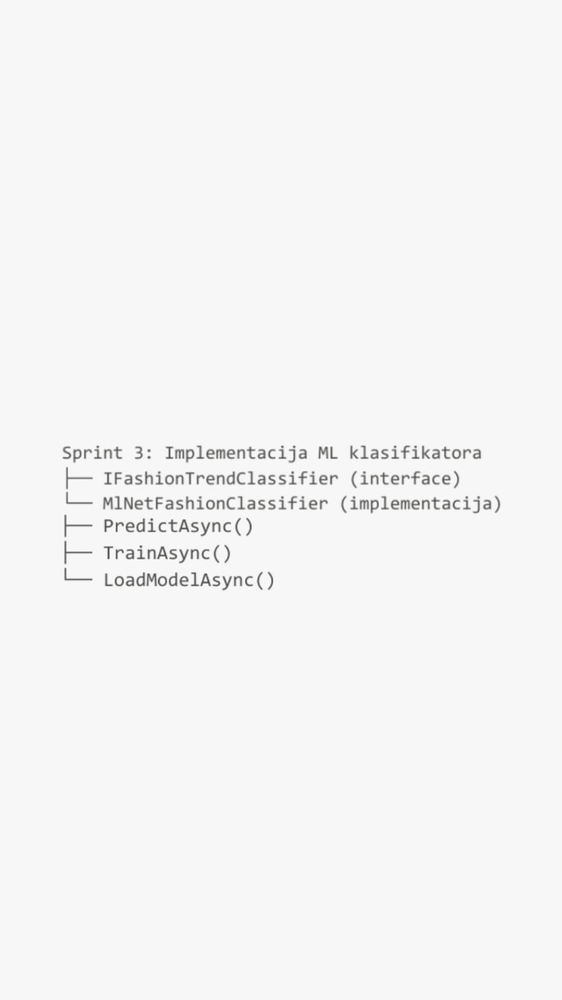 Sprint 3: Implementacija ML klasifikatora
├── IFashionTrendClassifier (interface)
└── MlNetFashionClassifier (implementacija)
├── PredictAsync()
├── TrainAsync()
└── LoadModelAsync()